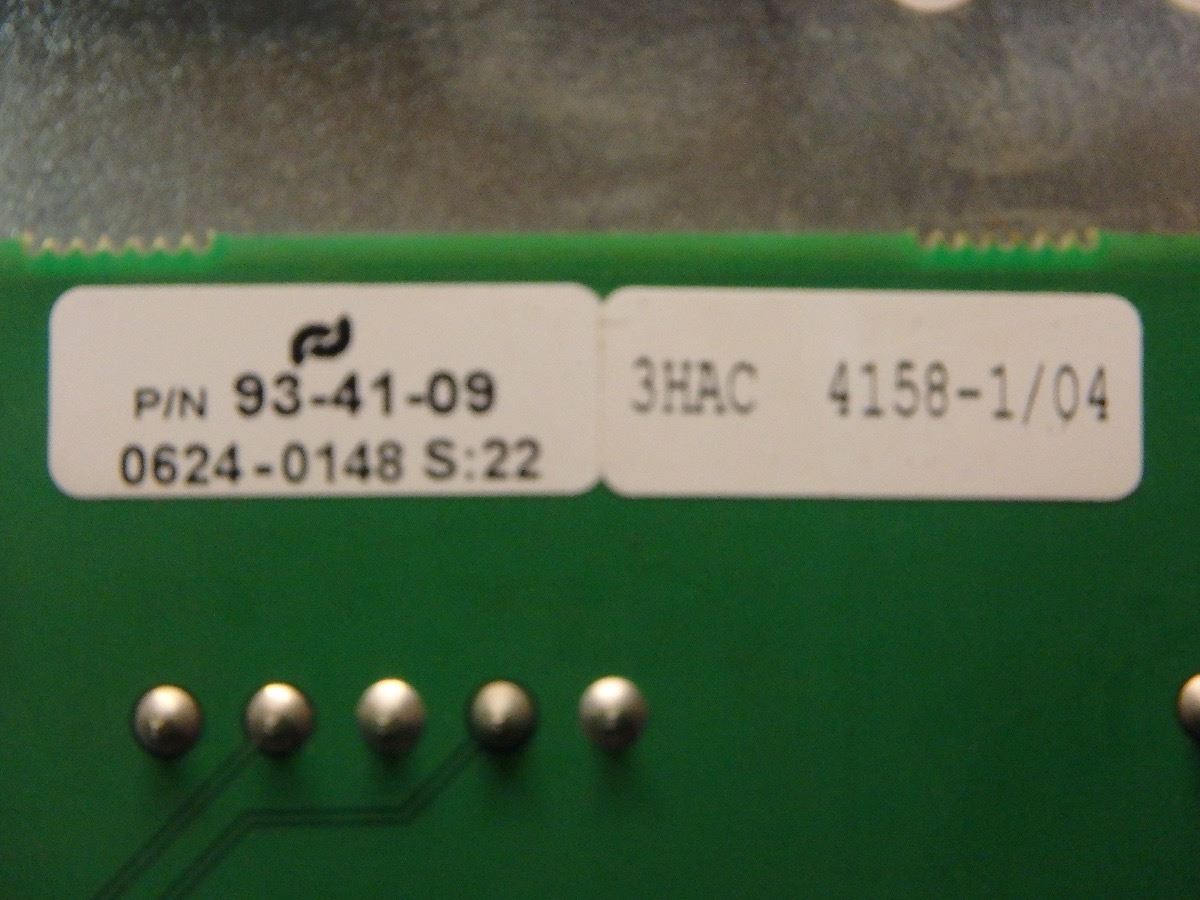 P/N 93-41-09
0624-0148 S:22
3HAC 4158-1/04